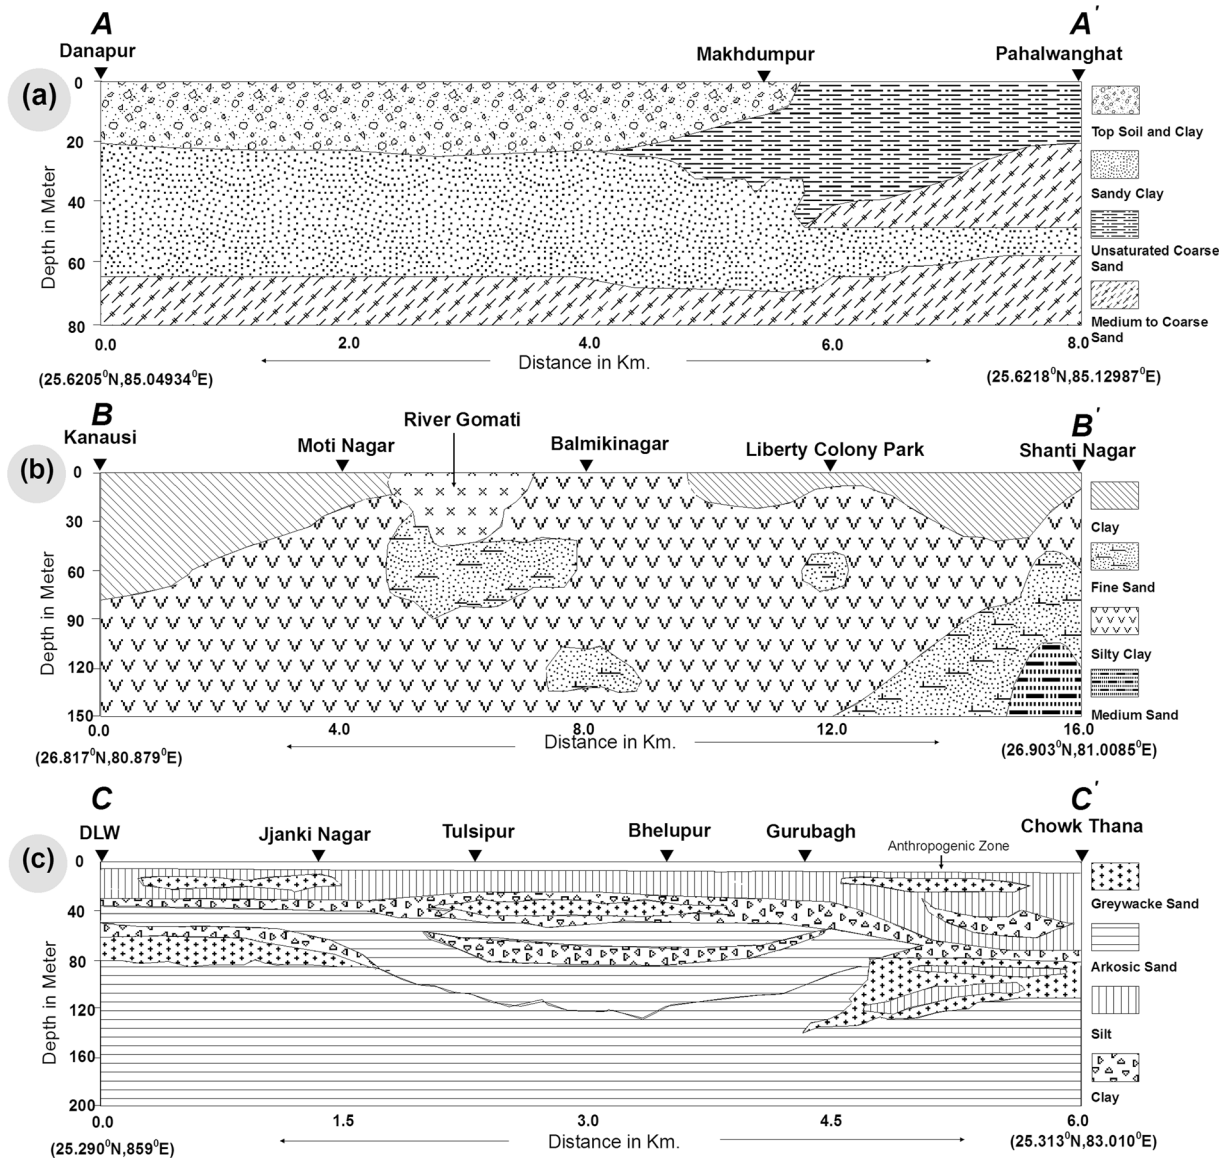 A
A'
Danapur
Makhdumpur
Pahalwanghat
(a)
0
20
40
60
80
Depth in Meter
Top Soil and Clay
Sandy Clay
Unsaturated Coarse
Sand
Medium to Coarse
Sand
0.0
2.0
4.0
6.0
8.0
Distance in Km.
(25.6205⁰N,85.04934⁰E)
(25.6218⁰N,85.12987⁰E)
B
B'
Kanausi
Moti Nagar
River Gomati
Balmikinagar
Liberty Colony Park
Shanti Nagar
(b)
0
30
60
90
120
150
Depth in Meter
Clay
Fine Sand
Silty Clay
Medium Sand
0.0
4.0
8.0
12.0
16.0
Distance in Km.
(26.817⁰N,80.879⁰E)
(26.903⁰N,81.0085⁰E)
C
C'
DLW
Jjanki Nagar
Tulsipur
Bhelupur
Gurubagh
Anthropogenic Zone
Chowk Thana
(c)
0
40
80
120
160
200
Depth in Meter
Greywacke Sand
Arkosic Sand
Silt
Clay
0.0
1.5
3.0
4.5
6.0
Distance in Km.
(25.290⁰N,859⁰E)
(25.313⁰N,83.010⁰E)